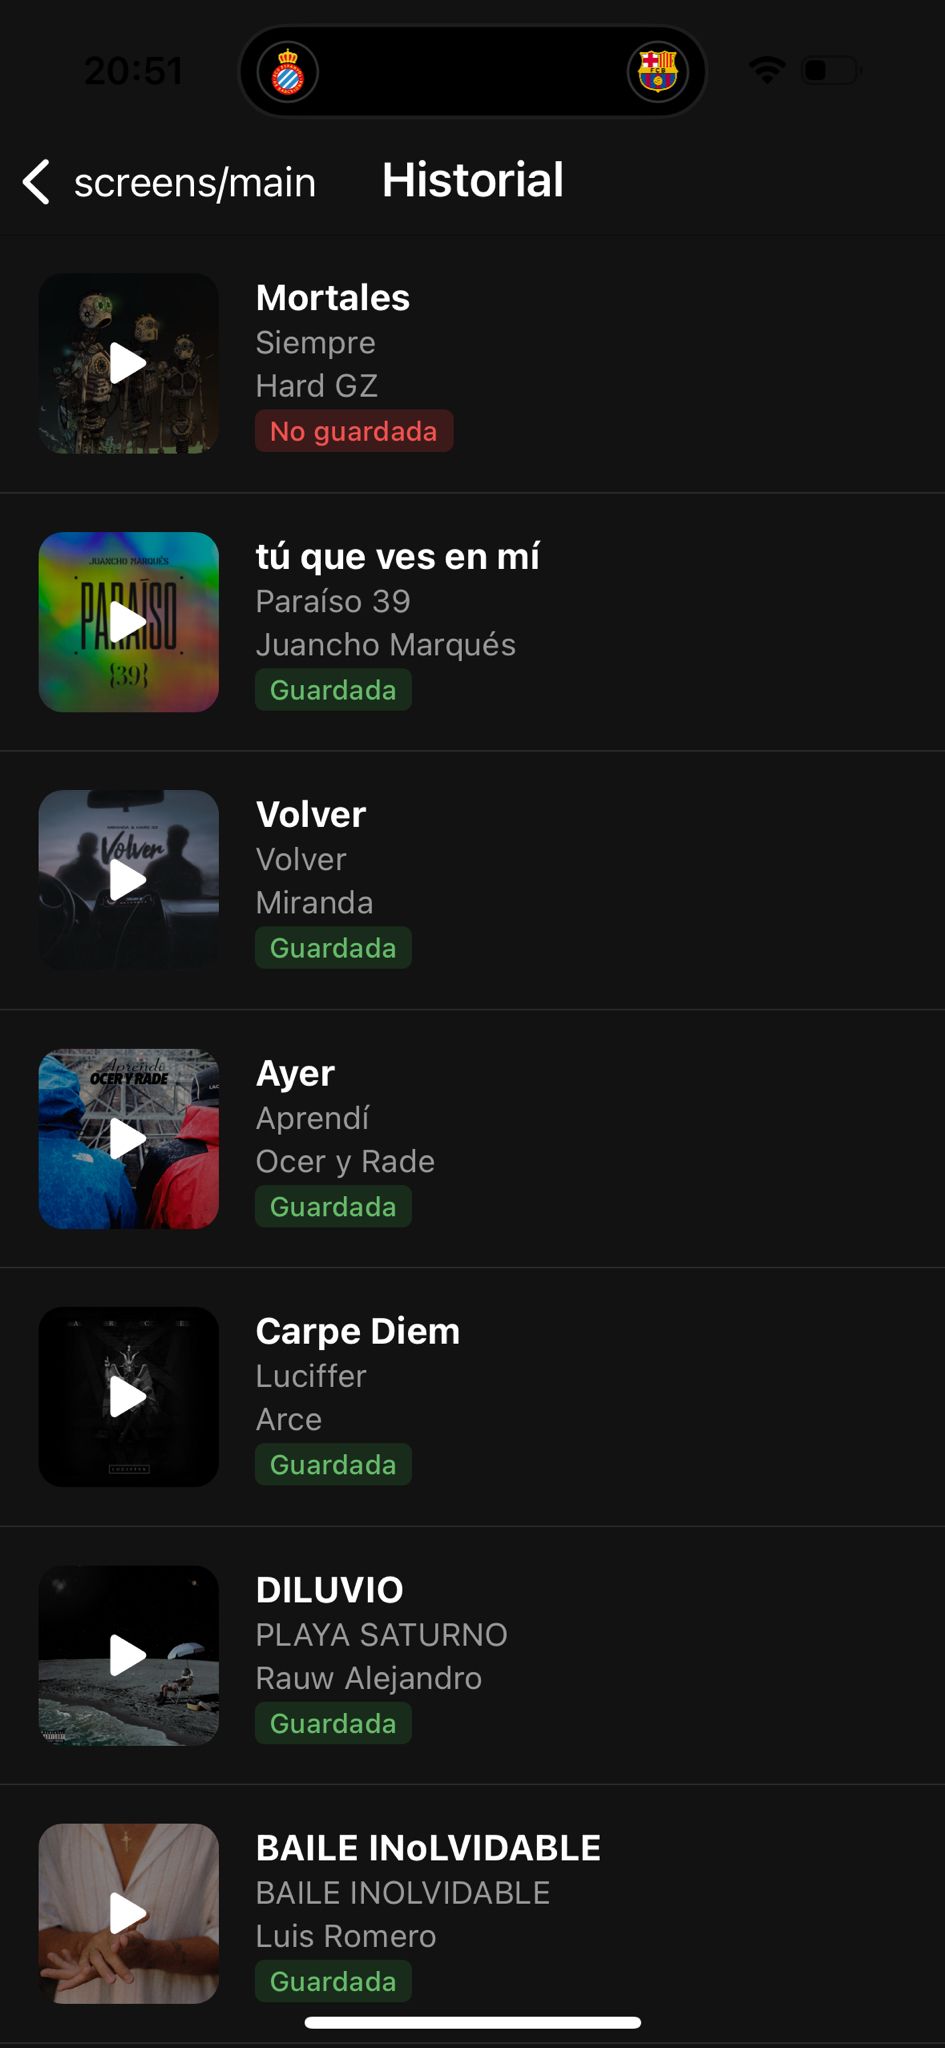 20:51
screens/main
Historial
Mortales
Siempre
Hard GZ
No guardada
JUANCHO MARQUÉS
PARAÍSO
{39}
tú que ves en mí
Paraíso 39
Juancho Marqués
Guardada
Volver
Volver
Volver
Miranda
Guardada
Aprendí
OCER Y RADE
Ayer
Aprendí
Ocer y Rade
Guardada
A R C E
Carpe Diem
Luciffer
Arce
Guardada
DILUVIO
PLAYA SATURNO
Rauw Alejandro
Guardada
BAILE INoLVIDABLE
BAILE INOLVIDABLE
Luis Romero
Guardada